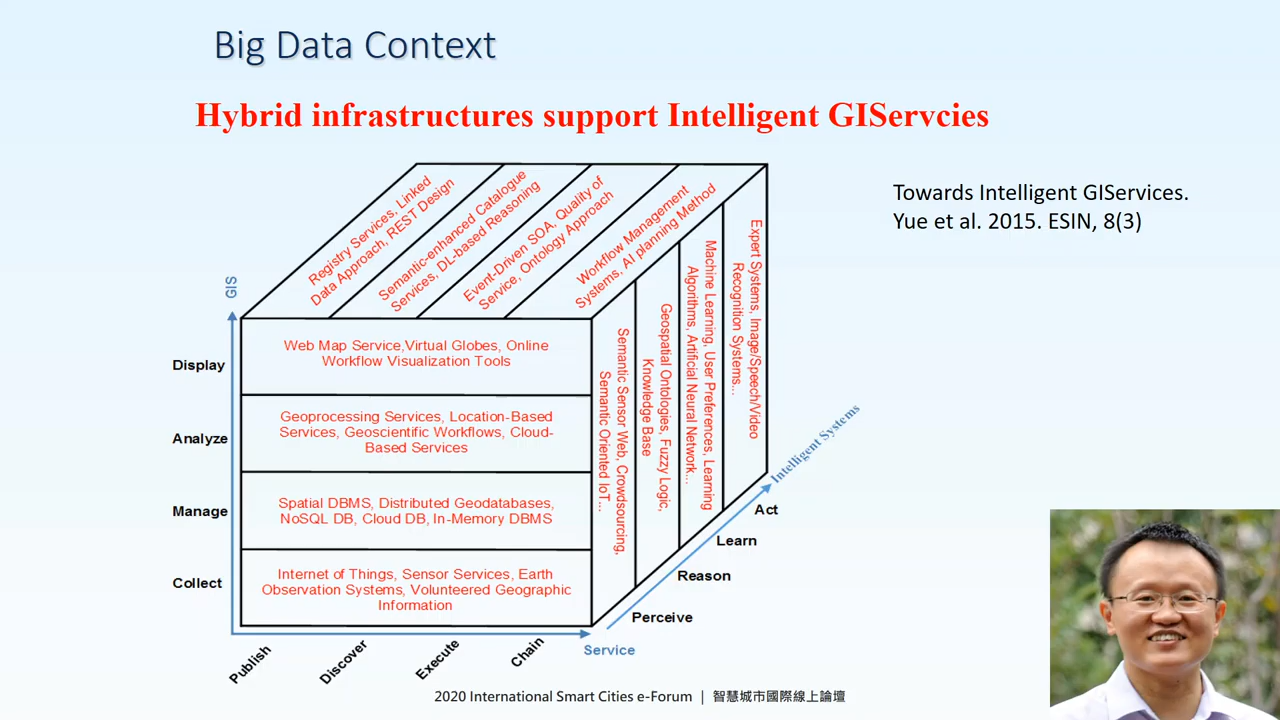 Big Data Context
Hybrid infrastructures support Intelligent GIServcies
Towards Intelligent GIServices.
Yue et al. 2015. ESIN, 8(3)
Registry Services, Linked
Data Approach, REST Design
Semantic-enhanced Catalogue
Services, DL-based Reasoning
Event-Driven SOA, Quality of
Service, Ontology Approach
Workflow Management
Systems, AI planning Method
GIS
Display
Web Map Service,Virtual Globes, Online
Workflow Visualization Tools
Analyze
Geoprocessing Services, Location-Based
Services, Geoscientific Workflows, Cloud-
Based Services
Manage
Spatial DBMS, Distributed Geodatabases,
NoSQL DB, Cloud DB, In-Memory DBMS
Collect
Internet of Things, Sensor Services, Earth
Observation Systems, Volunteered Geographic
Information
Semantic Sensor Web, Crowdsourcing,
Semantic Oriented IoT...
Geospatial Ontologies, Fuzzy Logic,
Knowledge Base
Machine Learning, User Preferences, Learning
Algorithms, Artificial Neural Network...
Expert Systems, Image/Speech/Video
Recognition Systems...
Intelligent Systems
Act
Learn
Reason
Perceive
Service
Publish
Discover
Execute
Chain
2020 International Smart Cities e-Forum | 智慧城市國際線上論壇